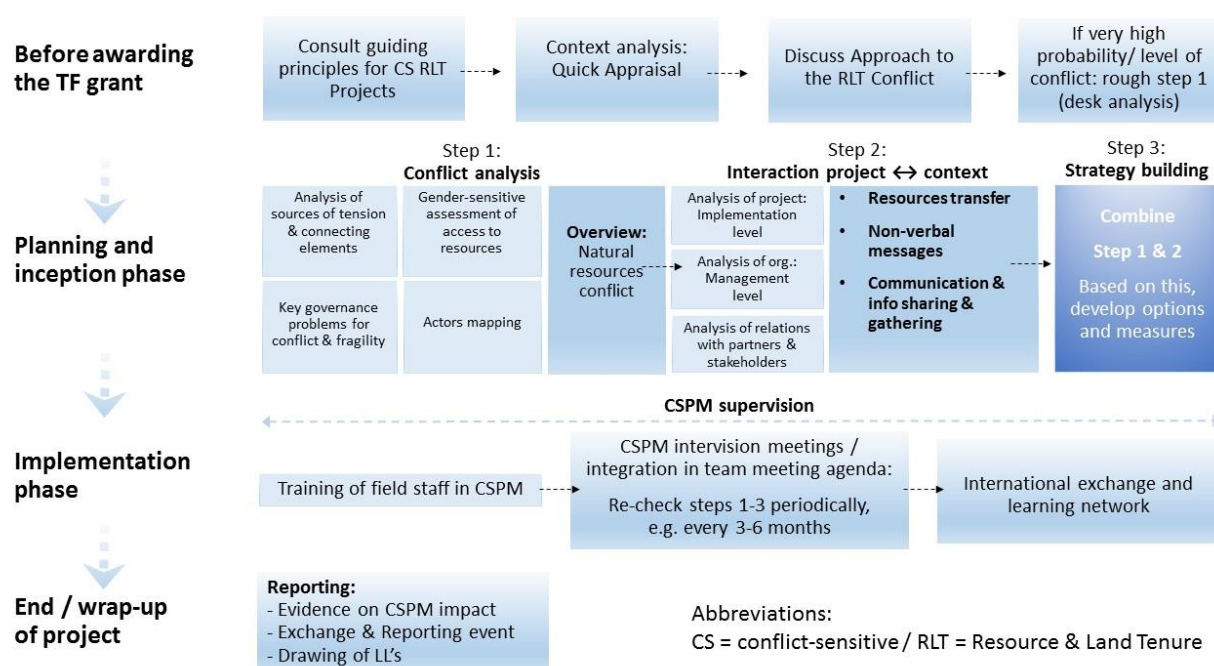 Before awarding
the TF grant
Consult guiding
principles for CS RLT
Projects
Context analysis:
Quick Appraisal
Discuss Approach to
the RLT Conflict
If very high
probability/ level of
conflict: rough step 1
(desk analysis)
Planning and
inception phase
Step 1:
Conflict analysis
Analysis of
sources of tension
& connecting
elements
Gender-sensitive
assessment of
access to
resources
Key governance
problems for
conflict & fragility
Actors mapping
Overview:
Natural
resources
conflict
Step 2:
Interaction project ↔ context
Analysis of project:
Implementation
level
Analysis of org.:
Management
level
Analysis of relations
with partners &
stakeholders
• Resources transfer
• Non-verbal
messages
• Communication &
info sharing &
gathering
Step 3:
Strategy building
Combine
Step 1 & 2
Based on this,
develop options
and measures
Implementation
phase
CSPM supervision
Training of field staff in CSPM
CSPM intervision meetings /
integration in team meeting agenda:
Re-check steps 1-3 periodically,
e.g. every 3-6 months
International exchange and
learning network
End / wrap-up
of project
Reporting:
- Evidence on CSPM impact
- Exchange & Reporting event
- Drawing of LL's
Abbreviations:
CS = conflict-sensitive / RLT = Resource & Land Tenure